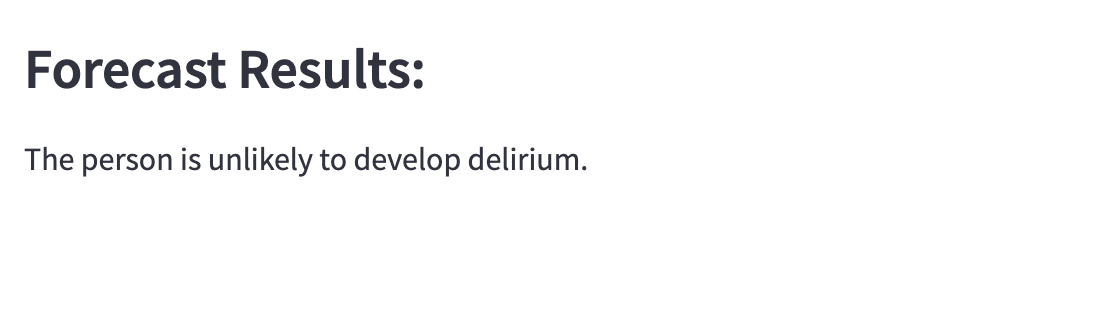 Forecast Results:
The person is unlikely to develop delirium.